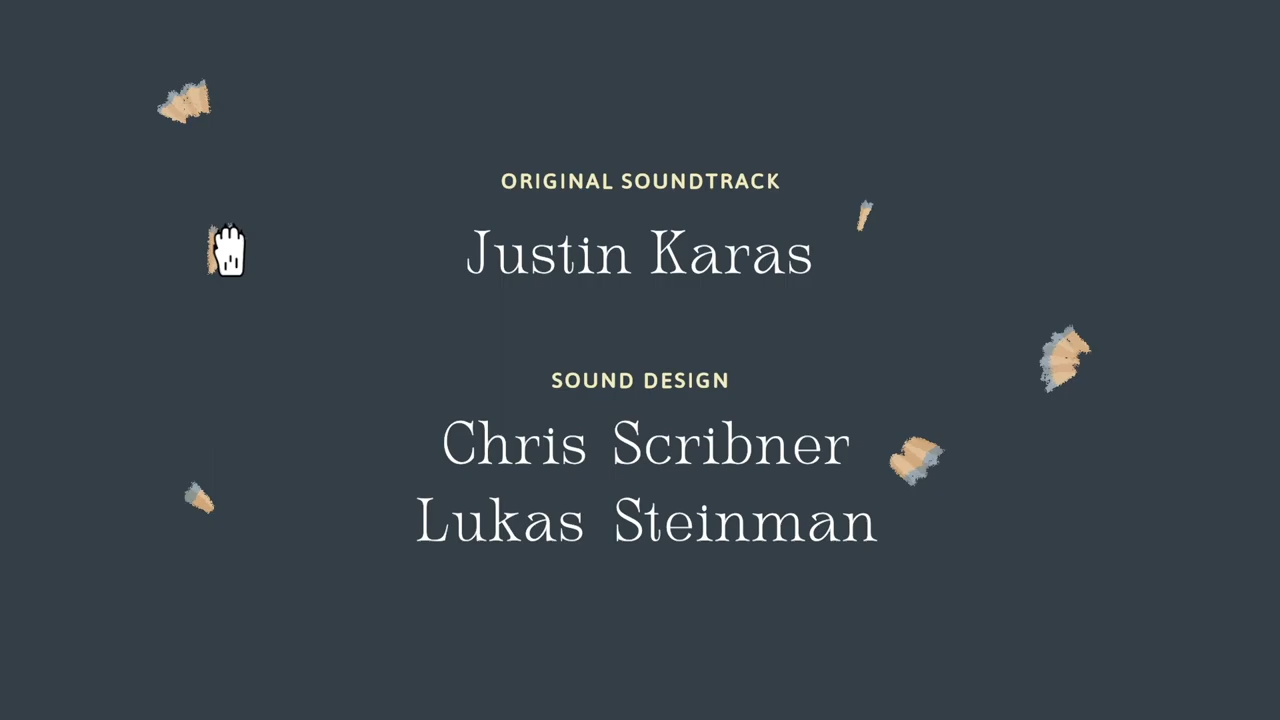 ORIGINAL SOUNDTRACK
Justin Karas
SOUND DESIGN
Chris Scribner
Lukas Steinman